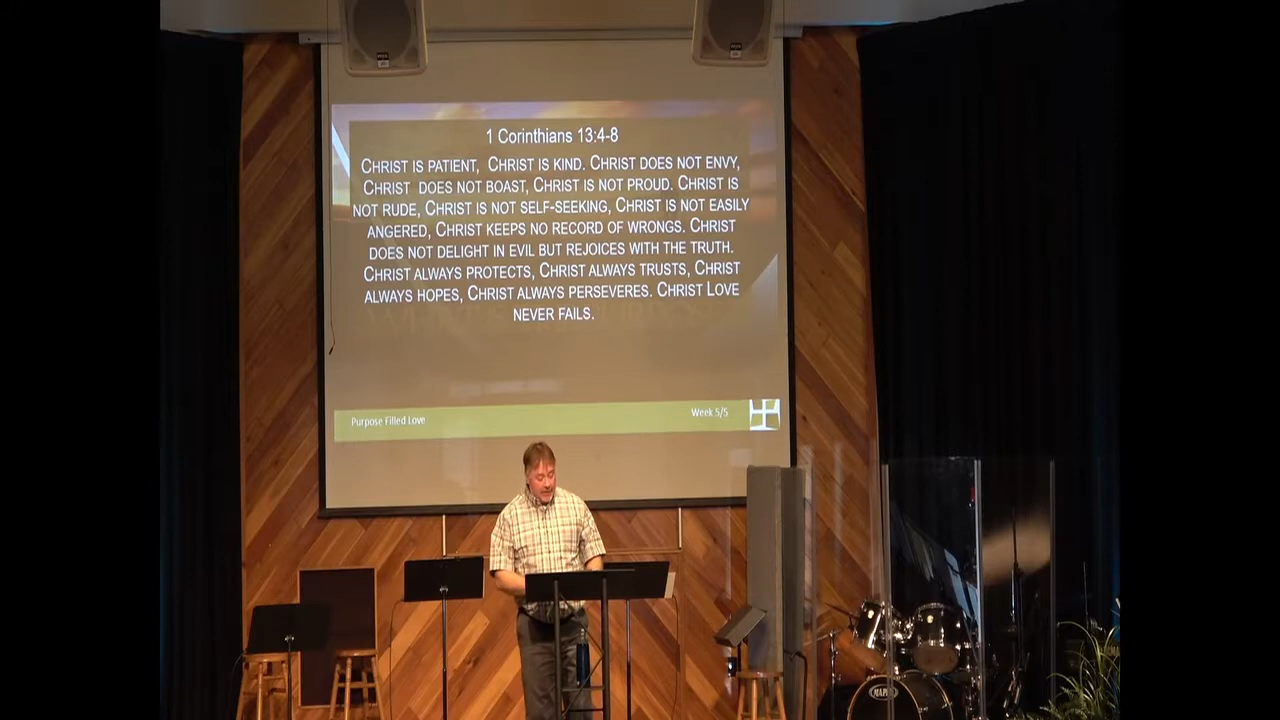 1 Corinthians 13:4-8
CHRIST IS PATIENT, CHRIST IS KIND. CHRIST DOES NOT ENVY,
CHRIST DOES NOT BOAST, CHRIST IS NOT PROUD. CHRIST IS
NOT RUDE, CHRIST IS NOT SELF-SEEKING, CHRIST IS NOT EASILY
ANGERED, CHRIST KEEPS NO RECORD OF WRONGS. CHRIST
DOES NOT DELIGHT IN EVIL BUT REJOICES WITH THE TRUTH.
CHRIST ALWAYS PROTECTS, CHRIST ALWAYS TRUSTS, CHRIST
ALWAYS HOPES, CHRIST ALWAYS PERSEVERES. CHRIST LOVE
NEVER FAILS.
Purpose Filled Love
Week 5/5
MAPEX